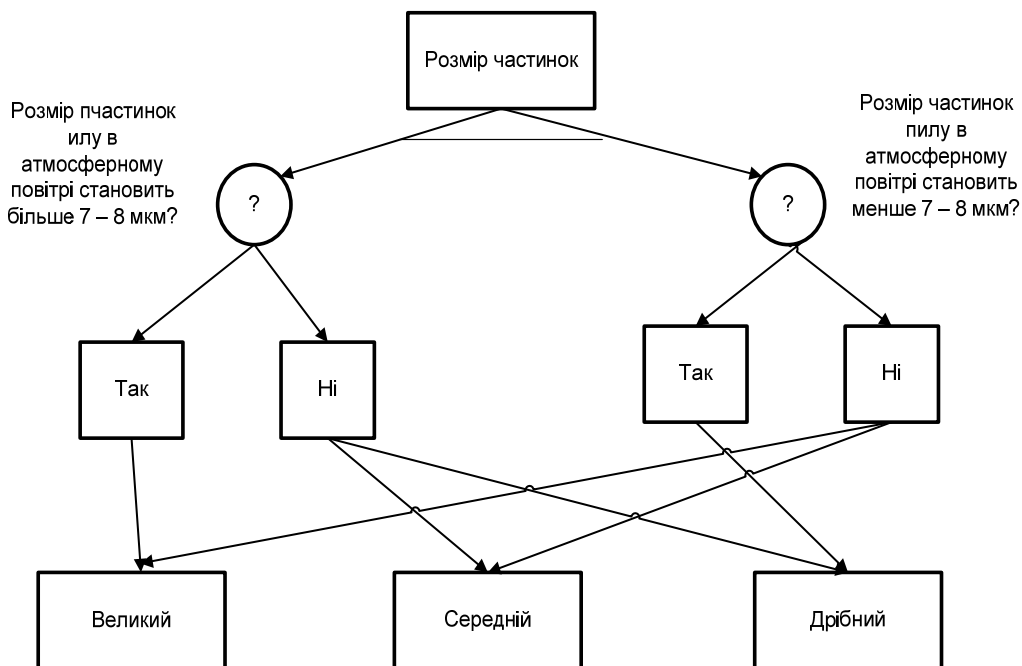 Розмір частинок
Розмір пчастинок
илу в
атмосферному
повітрі становить
більше 7 – 8 мкм?
Розмір частинок
пилу в
атмосферному
повітрі становить
менше 7 – 8 мкм?
?
?
Так
Ні
Так
Ні
Великий
Середній
Дрібний